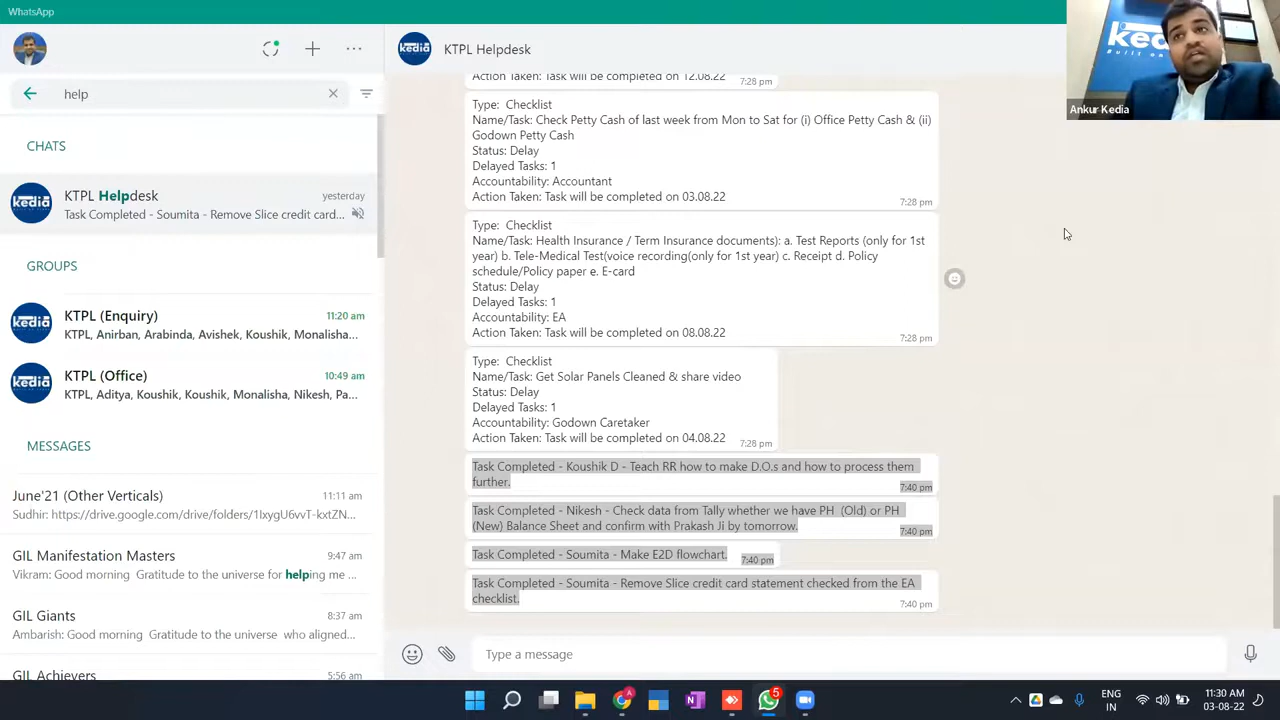 WhatsApp
help
CHATS
KTPL Helpdesk
yesterday
Task Completed - Soumita - Remove Slice credit card...
GROUPS
KTPL (Enquiry)
11:20 am
KTPL, Anirban, Arabinda, Avishek, Koushik, Monalisha...
KTPL (Office)
10:49 am
KTPL, Aditya, Koushik, Koushik, Monalisha, Nikesh, Pa...
MESSAGES
June'21 (Other Verticals)
11:11 am
Sudhir: https://drive.google.com/drive/folders/1IxygU6vvT-kxtZN...
GIL Manifestation Masters
9:47 am
Vikram: Good morning Gratitude to the universe for helping me ...
GIL Giants
8:37 am
Ambarish: Good morning Gratitude to the universe who aligned...
GIL Achievers
5:56 am
kedia
KTPL Helpdesk
Action Taken: Task will be completed on 12.08.22
7:28 pm
Type: Checklist
Name/Task: Check Petty Cash of last week from Mon to Sat for (i) Office Petty Cash & (ii)
Godown Petty Cash
Status: Delay
Delayed Tasks: 1
Accountability: Accountant
Action Taken: Task will be completed on 03.08.22
7:28 pm
Type: Checklist
Name/Task: Health Insurance / Term Insurance documents): a. Test Reports (only for 1st
year) b. Tele-Medical Test(voice recording(only for 1st year) c. Receipt d. Policy
schedule/Policy paper e. E-card
Status: Delay
Delayed Tasks: 1
Accountability: EA
Action Taken: Task will be completed on 08.08.22
7:28 pm
Type: Checklist
Name/Task: Get Solar Panels Cleaned & share video
Status: Delay
Delayed Tasks: 1
Accountability: Godown Caretaker
Action Taken: Task will be completed on 04.08.22
7:28 pm
Task Completed - Koushik D - Teach RR how to make D.O.s and how to process them
further.
7:40 pm
Task Completed - Nikesh - Check data from Tally whether we have PH (Old) or PH
(New) Balance Sheet and confirm with Prakash Ji by tomorrow.
7:40 pm
Task Completed - Soumita - Make E2D flowchart.
7:40 pm
Task Completed - Soumita - Remove Slice credit card statement checked from the EA
checklist.
7:40 pm
Type a message
Built on
Ankur Kedia
5
ENG
IN
11:30 AM
03-08-22